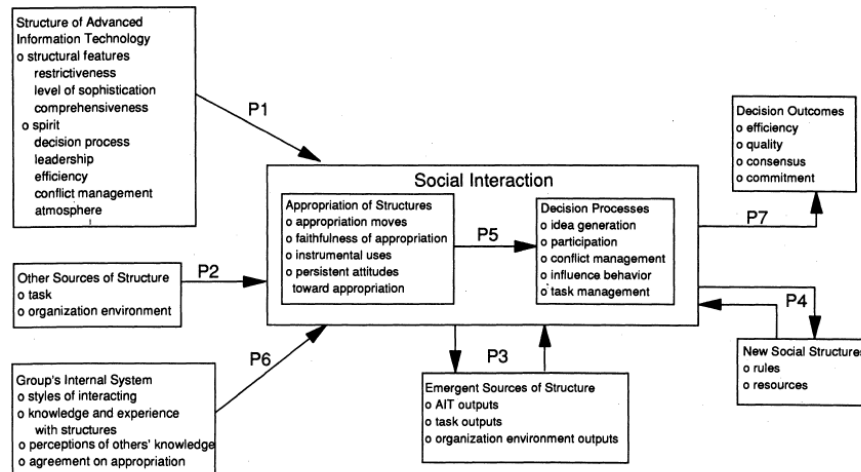 Structure of Advanced
Information Technology
o structural features
restrictiveness
level of sophistication
comprehensiveness
o spirit
decision process
leadership
efficiency
conflict management
atmosphere
P1
Other Sources of Structure
o task
o organization environment
P2
Group's Internal System
o styles of interacting
o knowledge and experience
with structures
o perceptions of others' knowledge
o agreement on appropriation
P6
Social Interaction
Appropriation of Structures
o appropriation moves
o faithfulness of appropriation
o instrumental uses
o persistent attitudes
toward appropriation
P5
Decision Processes
o idea generation
o participation
o conflict management
o influence behavior
o task management
P3
Emergent Sources of Structure
o AIT outputs
o task outputs
o organization environment outputs
Decision Outcomes
o efficiency
o quality
o consensus
o commitment
P7
P4
New Social Structures
o rules
o resources